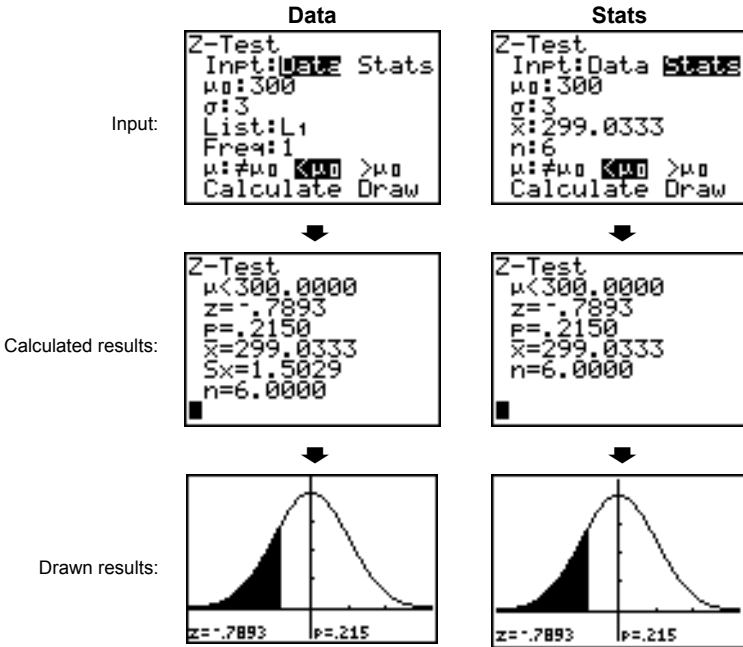 Data
Stats
Input:
Z-Test
Inpt:Data Stats
μ0:300
σ:3
List:L1
Freq:1
μ:≠μ0 <μ0 >μ0
Calculate Draw
Z-Test
Inpt:Data Stats
μ0:300
σ:3
x̄:299.0333
n:6
μ:≠μ0 <μ0 >μ0
Calculate Draw
Calculated results:
Z-Test
μ<300.0000
z=-.7893
p=.2150
x̄=299.0333
Sx=1.5029
n=6.0000
Z-Test
μ<300.0000
z=-.7893
p=.2150
x̄=299.0333
n=6.0000
Drawn results:
z=-.7893 p=.215
z=-.7893 p=.215